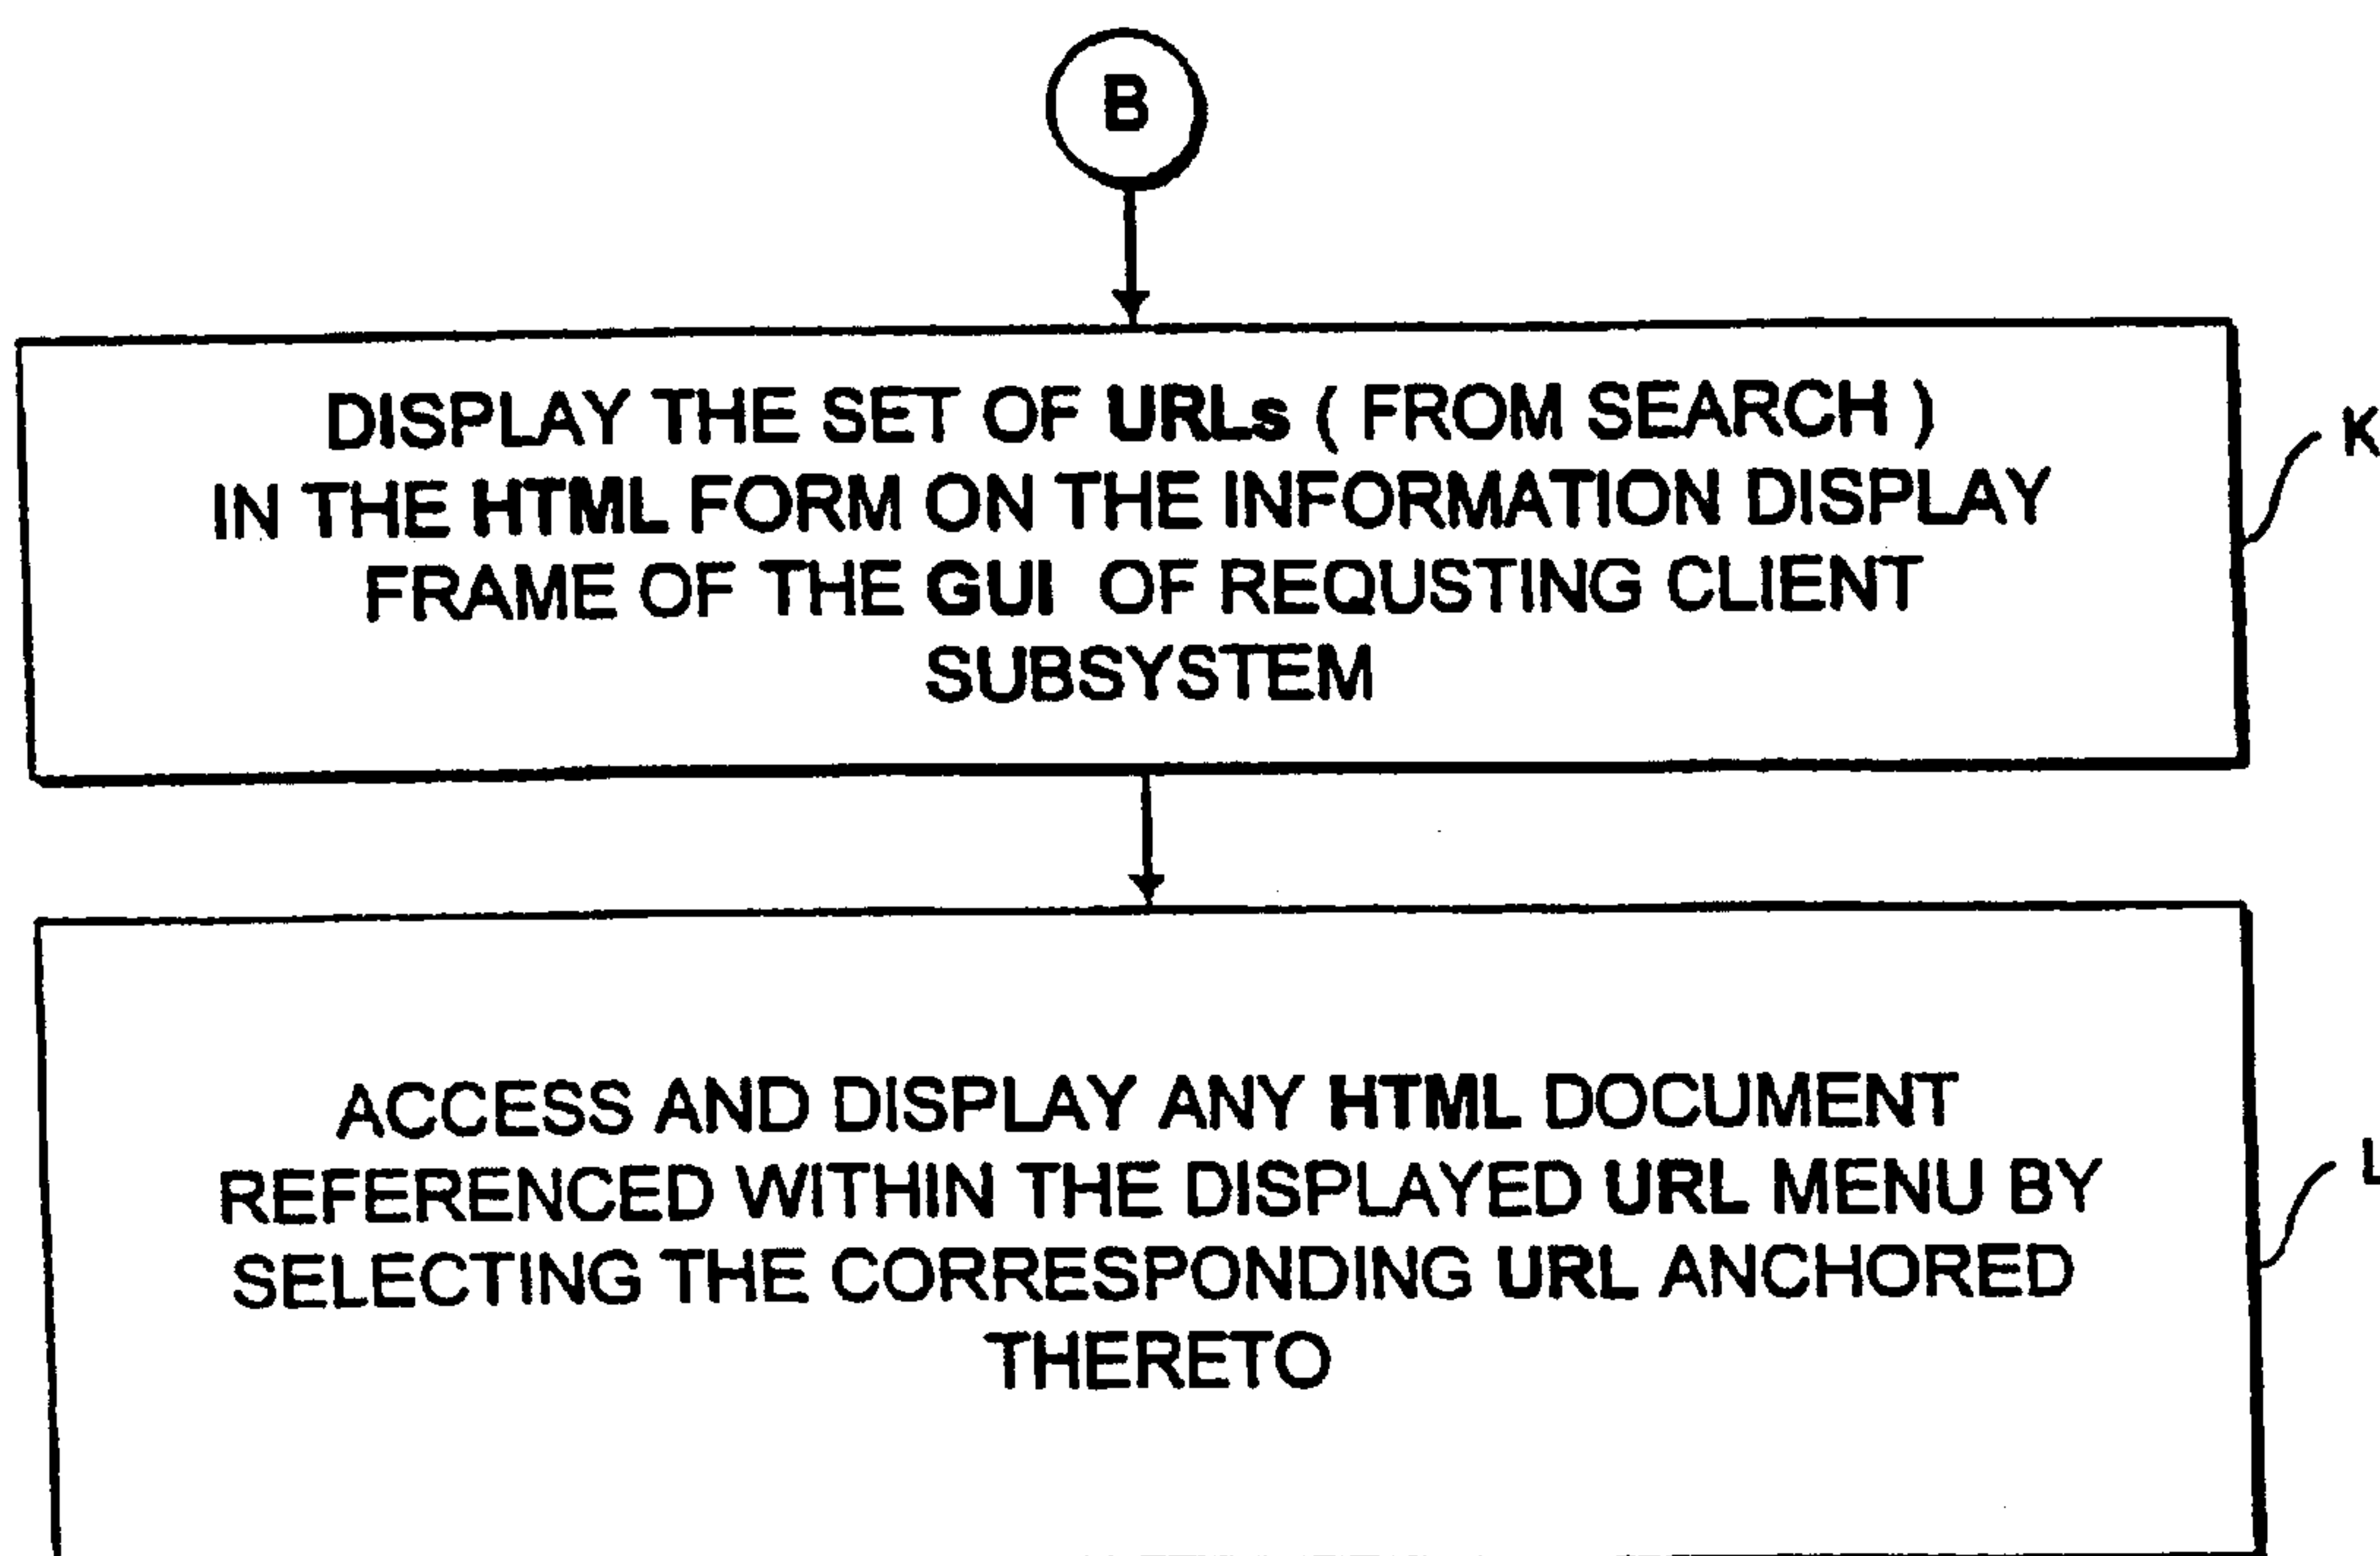 B
DISPLAY THE SET OF URLs ( FROM SEARCH )
IN THE HTML FORM ON THE INFORMATION DISPLAY
FRAME OF THE GUI OF REQUSTING CLIENT
SUBSYSTEM
K
ACCESS AND DISPLAY ANY HTML DOCUMENT
REFERENCED WITHIN THE DISPLAYED URL MENU BY
SELECTING THE CORRESPONDING URL ANCHORED
THERETO
L